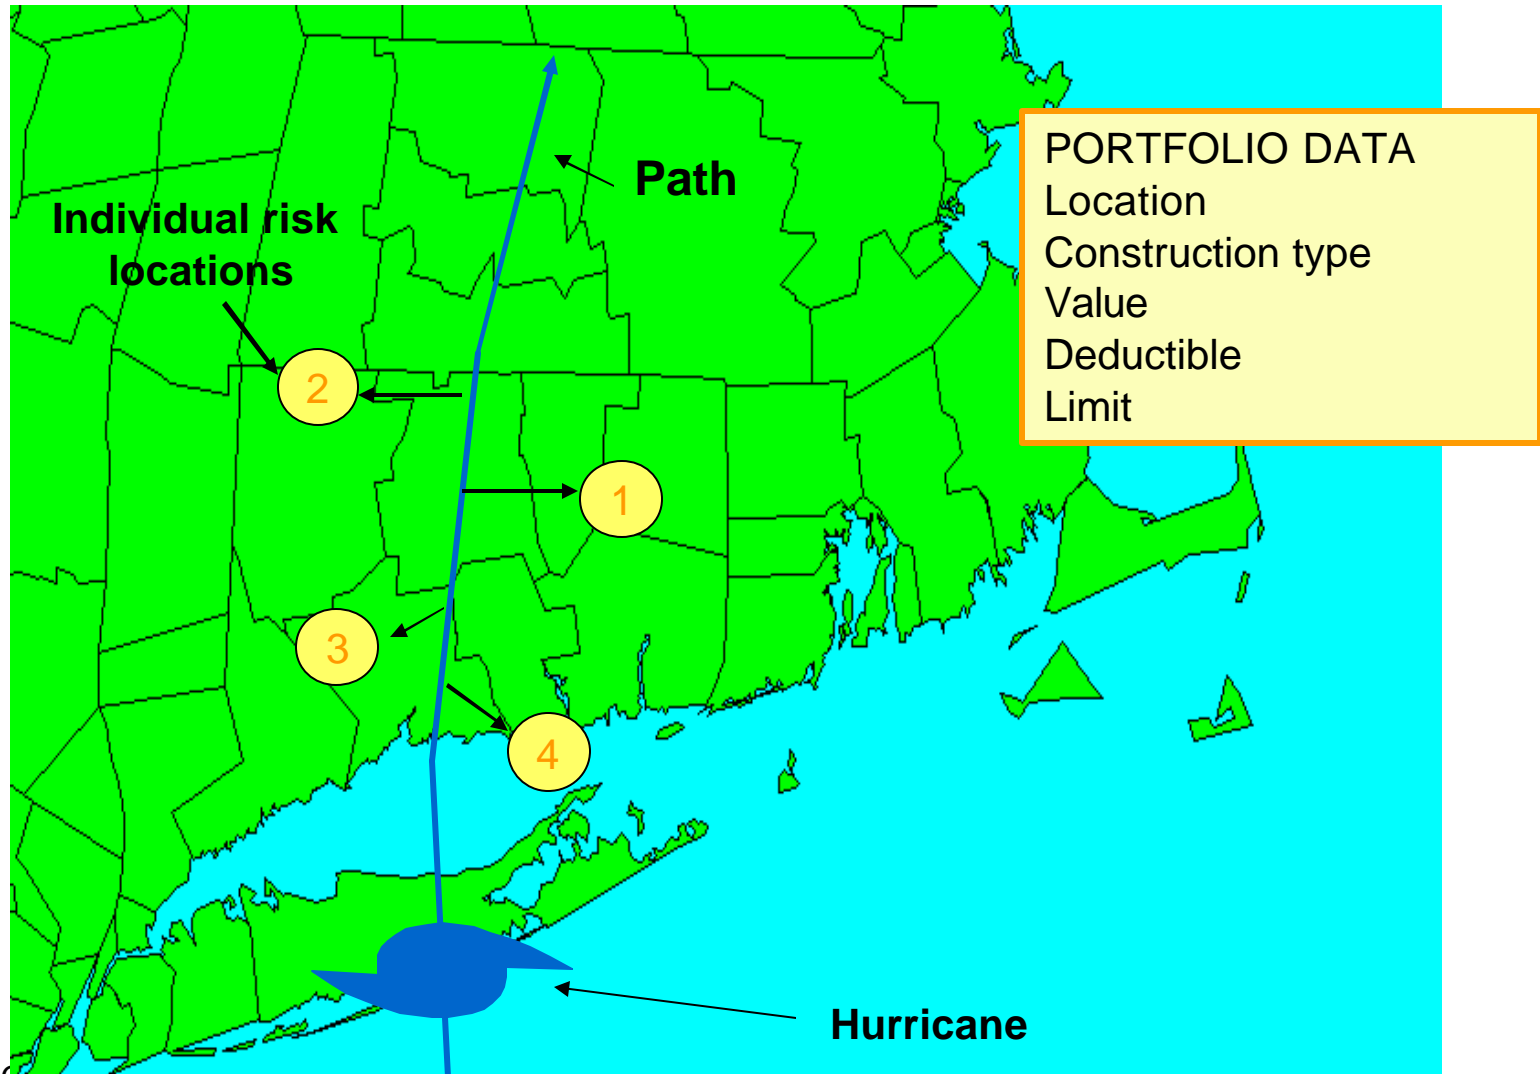 Path
Individual risk
locations
PORTFOLIO DATA
Location
Construction type
Value
Deductible
Limit
2
1
3
4
Hurricane